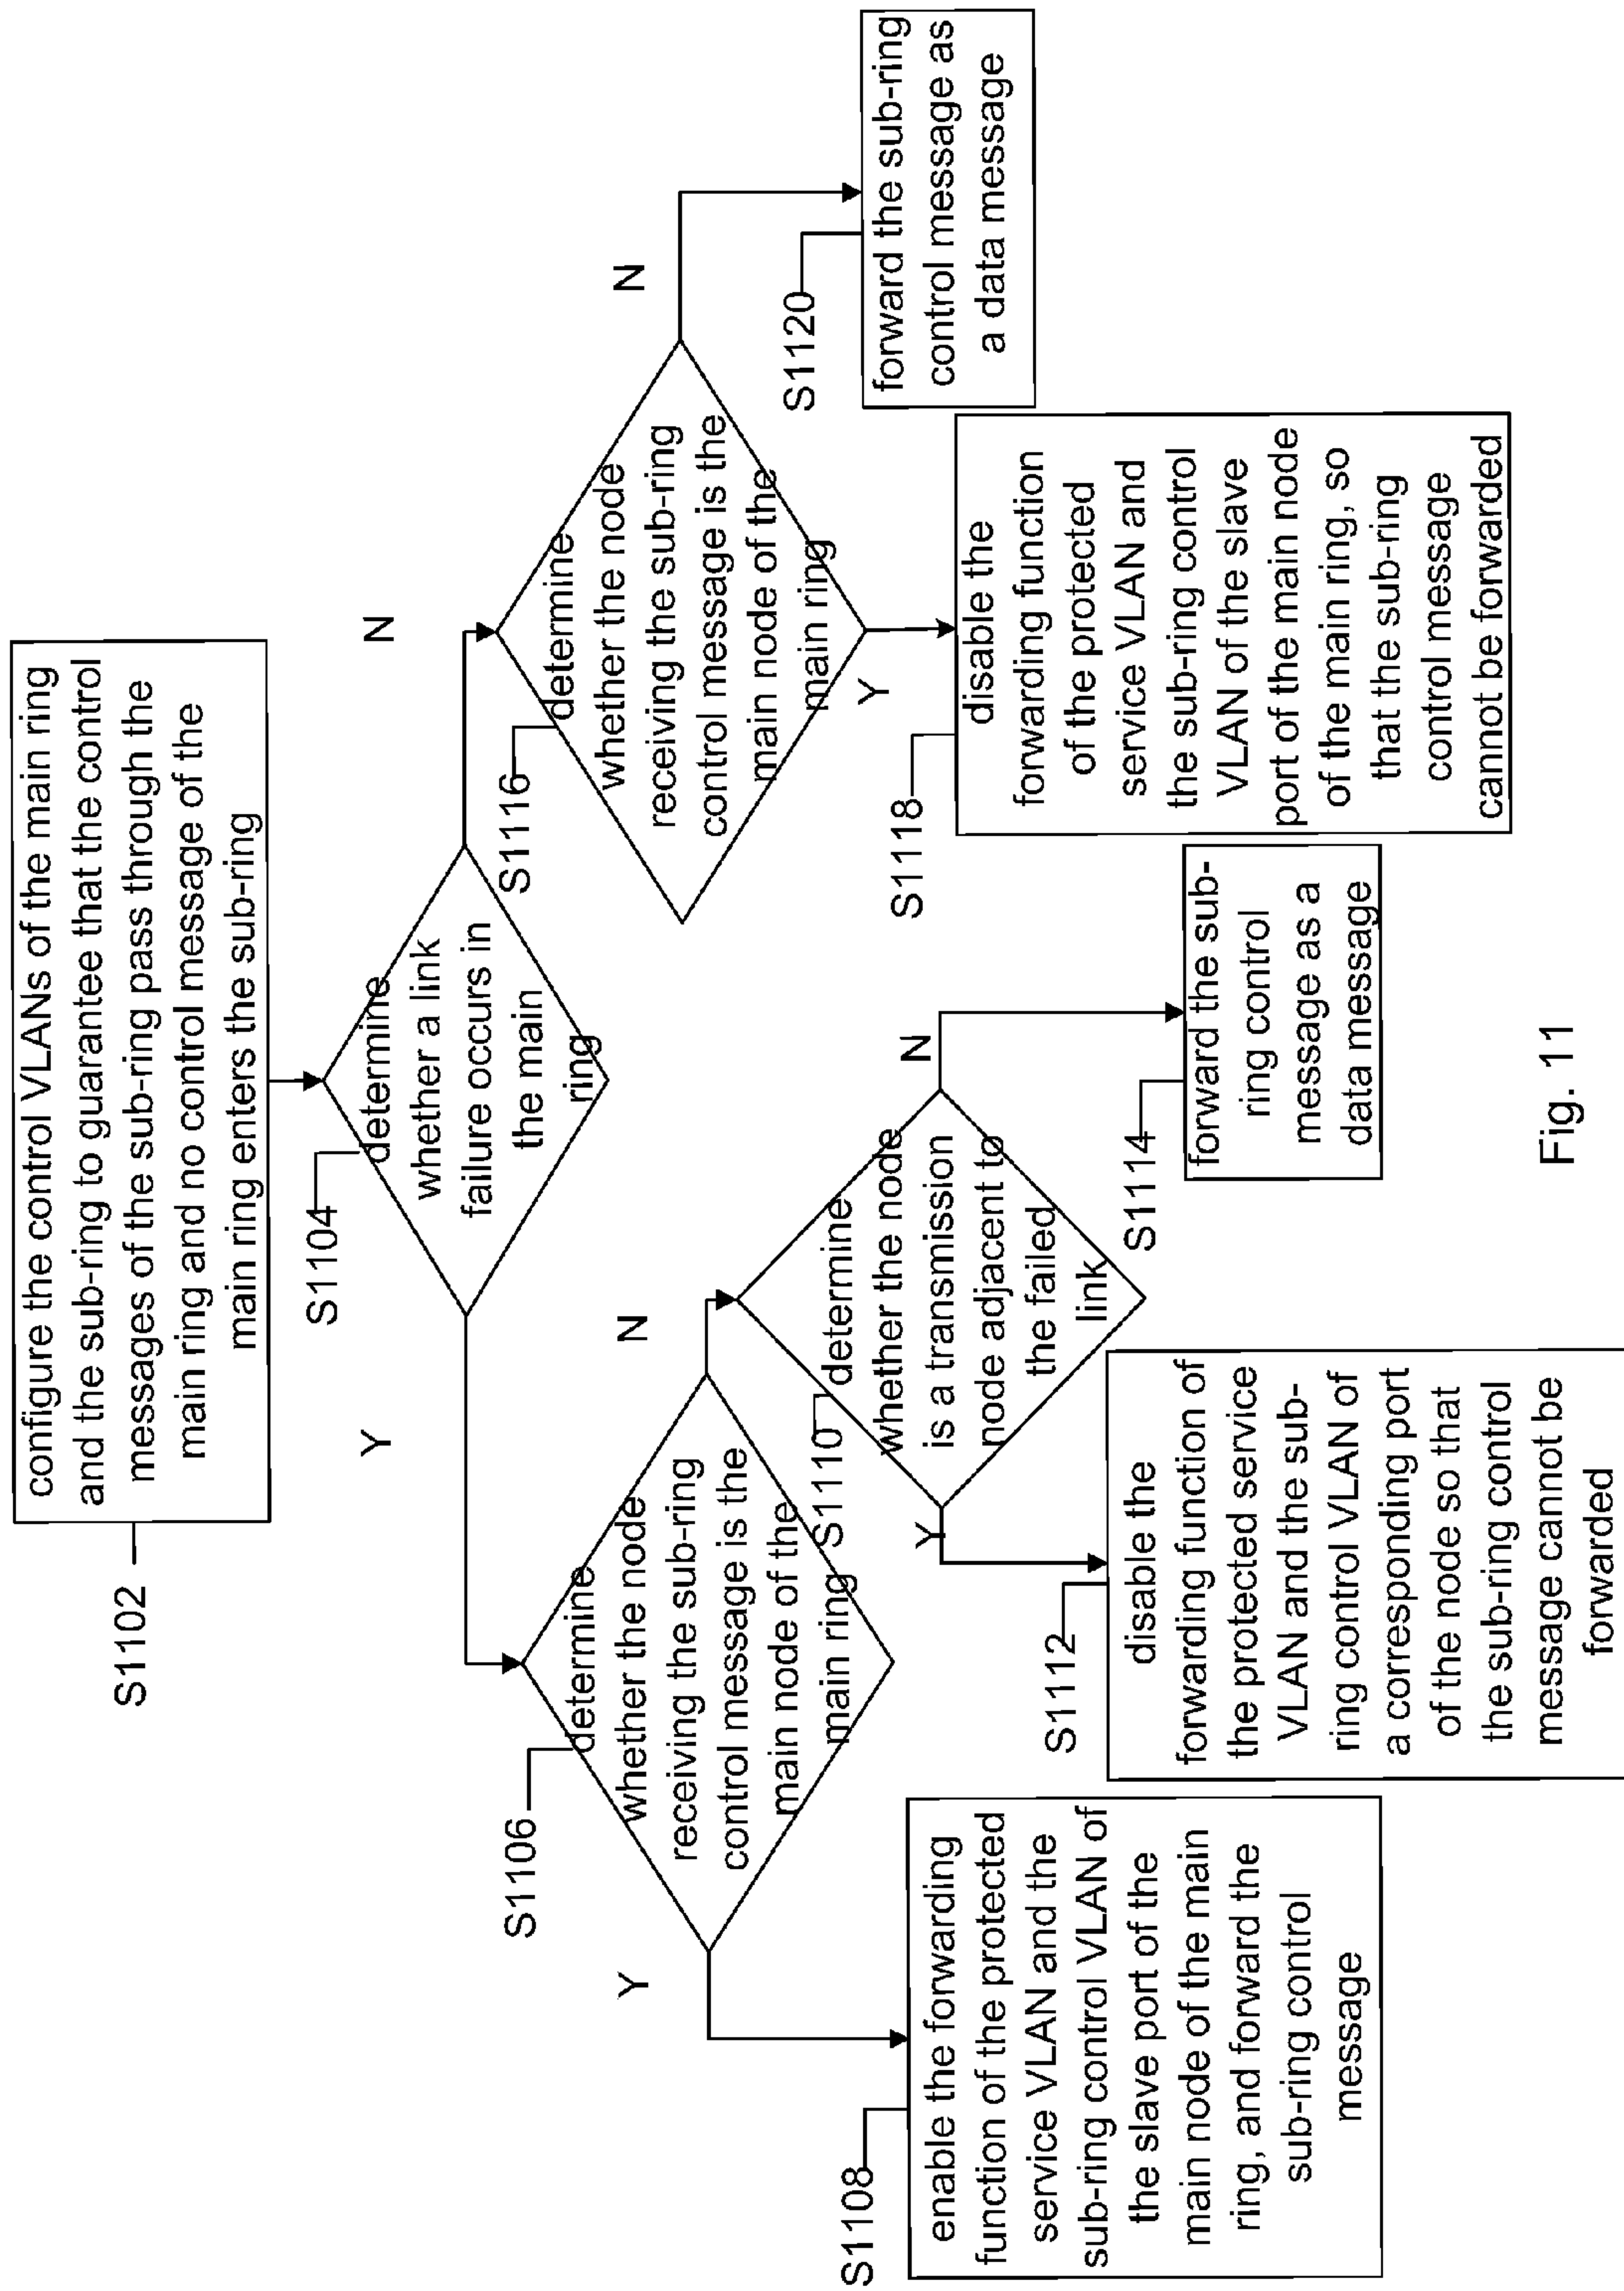 configure the control VLANs of the main ring
and the sub-ring to guarantee that the control
messages of the sub-ring pass through the
main ring and no control message of the
main ring enters the sub-ring
S1102
S1104
determine
whether a link
failure occurs in
the main
ring
Y
N
S1106
determine
whether the node
receiving the sub-ring
control message is the
main node of the
main ring
S1116
determine
whether the node
receiving the sub-ring
control message is the
main node of the
main ring
Y
N
Y
N
S1108
enable the forwarding
function of the protected
service VLAN and the
sub-ring control VLAN of
the slave port of the
main node of the main
ring, and forward the
sub-ring control
message
S1110
determine
whether the node
is a transmission
node adjacent to
the failed
link
Y
N
S1112
disable the
forwarding function of
the protected service
VLAN and the sub-
ring control VLAN of
a corresponding port
of the node so that
the sub-ring control
message cannot be
forwarded
S1114
forward the sub-
ring control
message as a
data message
S1118
disable the
forwarding function
of the protected
service VLAN and
the sub-ring control
VLAN of the slave
port of the main node
of the main ring, so
that the sub-ring
control message
cannot be forwarded
S1120
forward the sub-ring
control message as
a data message
Fig. 11